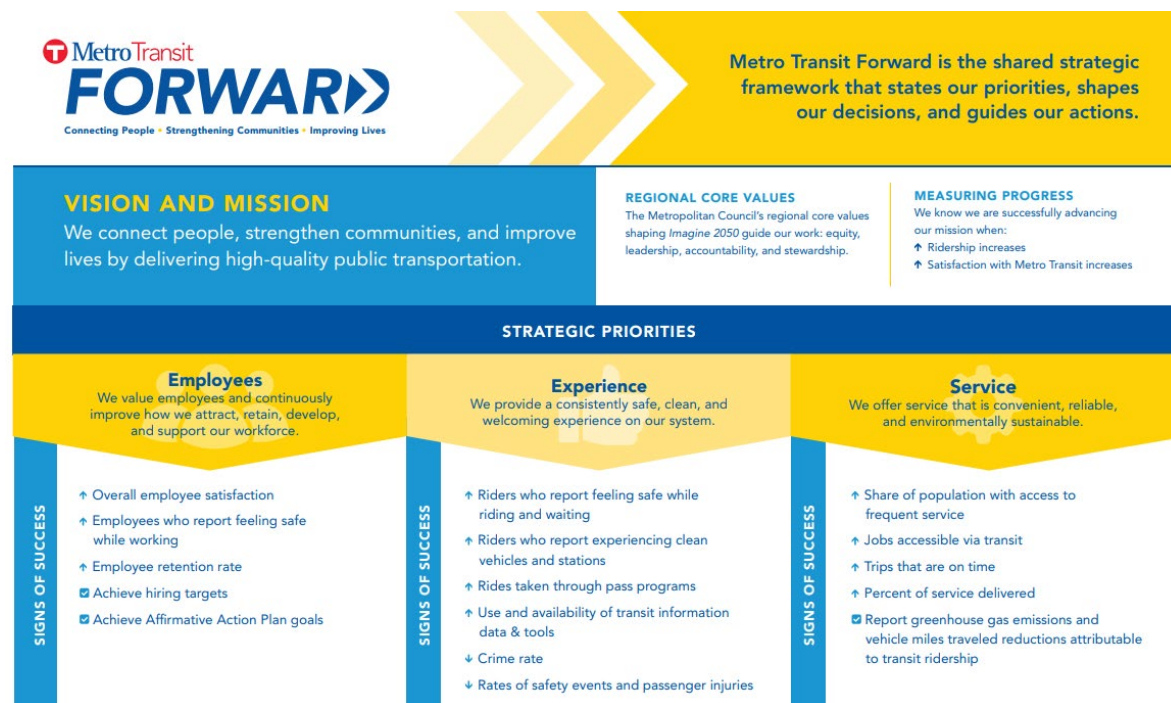 T MetroTransit
FORWARD
Connecting People • Strengthening Communities • Improving Lives
Metro Transit Forward is the shared strategic
framework that states our priorities, shapes
our decisions, and guides our actions.
VISION AND MISSION
We connect people, strengthen communities, and improve
lives by delivering high-quality public transportation.
REGIONAL CORE VALUES
The Metropolitan Council's regional core values
shaping Imagine 2050 guide our work: equity,
leadership, accountability, and stewardship.
MEASURING PROGRESS
We know we are successfully advancing
our mission when:
↑ Ridership increases
↑ Satisfaction with Metro Transit increases
STRATEGIC PRIORITIES
Employees
We value employees and continuously
improve how we attract, retain, develop,
and support our workforce.
SIGNS OF SUCCESS
↑ Overall employee satisfaction
↑ Employees who report feeling safe
while working
↑ Employee retention rate
☑ Achieve hiring targets
☑ Achieve Affirmative Action Plan goals
Experience
We provide a consistently safe, clean, and
welcoming experience on our system.
SIGNS OF SUCCESS
↑ Riders who report feeling safe while
riding and waiting
↑ Riders who report experiencing clean
vehicles and stations
↑ Rides taken through pass programs
↑ Use and availability of transit information
data & tools
↓ Crime rate
↓ Rates of safety events and passenger injuries
Service
We offer service that is convenient, reliable,
and environmentally sustainable.
SIGNS OF SUCCESS
↑ Share of population with access to
frequent service
↑ Jobs accessible via transit
↑ Trips that are on time
↑ Percent of service delivered
☑ Report greenhouse gas emissions and
vehicle miles traveled reductions attributable
to transit ridership